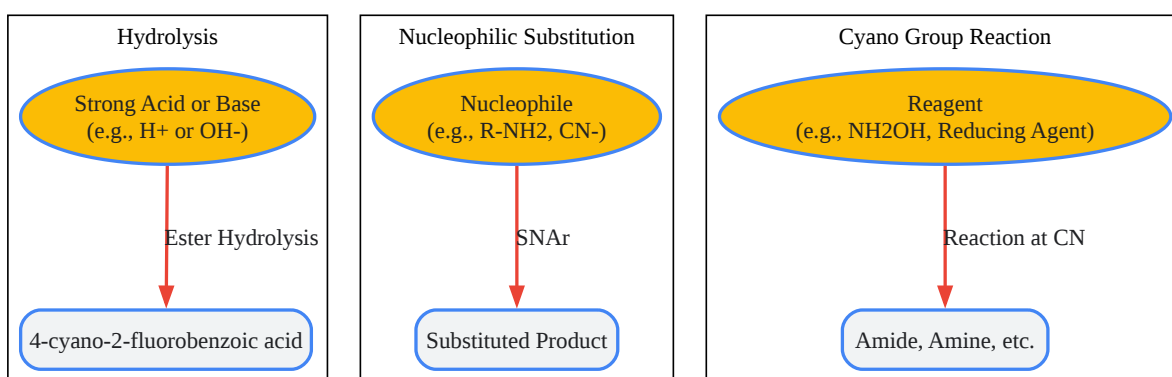 Hydrolysis
Strong Acid or Base
(e.g., H+ or OH-)
Ester Hydrolysis
4-cyano-2-fluorobenzoic acid
Nucleophilic Substitution
Nucleophile
(e.g., R-NH2, CN-)
SNAr
Substituted Product
Cyano Group Reaction
Reagent
(e.g., NH2OH, Reducing Agent)
Reaction at CN
Amide, Amine, etc.